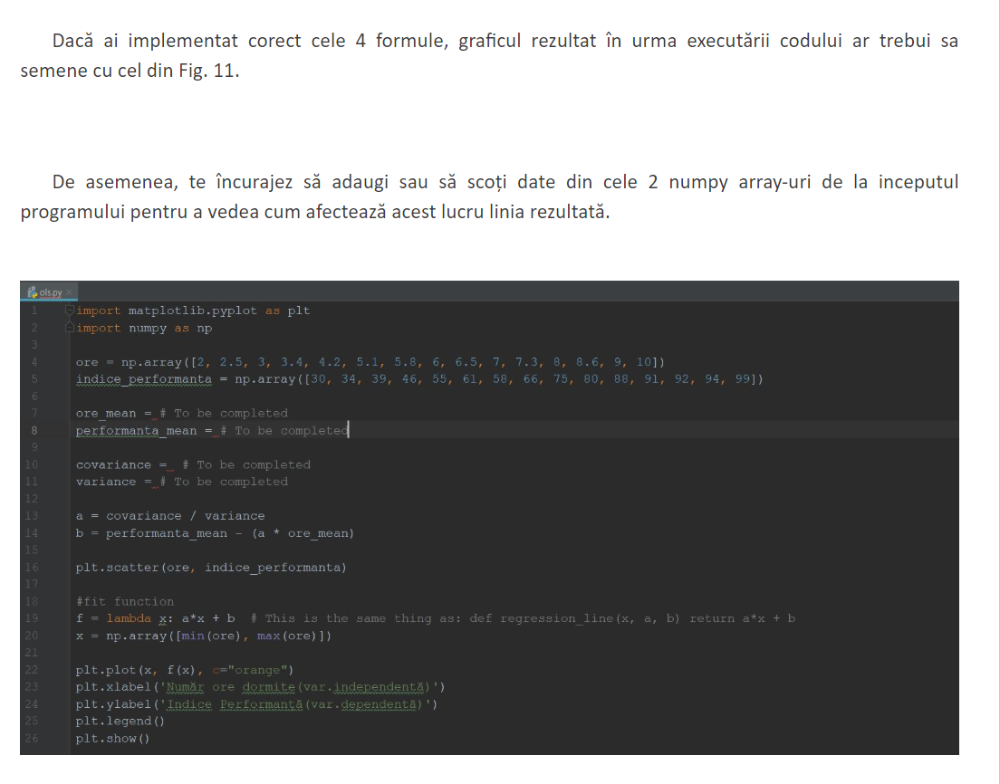 Dacă ai implementat corect cele 4 formule, graficul rezultat în urma executării codului ar trebui sa
semene cu cel din Fig. 11.
De asemenea, te încurajez să adaugi sau să scoți date din cele 2 numpy array-uri de la inceputul
programului pentru a vedea cum afectează acest lucru linia rezultată.
ols.py ×
1 import matplotlib.pyplot as plt
2 import numpy as np
3
4 ore = np.array([2, 2.5, 3, 3.4, 4.2, 5.1, 5.8, 6, 6.5, 7, 7.3, 8, 8.6, 9, 10])
5 indice_performanta = np.array([30, 34, 39, 46, 55, 61, 58, 66, 75, 80, 88, 91, 92, 94, 99])
6
7 ore_mean = # To be completed
8 performanta_mean = # To be completed
9
10 covariance = # To be completed
11 variance = # To be completed
12
13 a = covariance / variance
14 b = performanta_mean - (a * ore_mean)
15
16 plt.scatter(ore, indice_performanta)
17
18 #fit function
19 f = lambda x: a*x + b # This is the same thing as: def regression_line(x, a, b) return a*x + b
20 x = np.array([min(ore), max(ore)])
21
22 plt.plot(x, f(x), c="orange")
23 plt.xlabel('Număr ore dormite(var.independentă)')
24 plt.ylabel('Indice Performanță(var.dependentă)')
25 plt.legend()
26 plt.show()